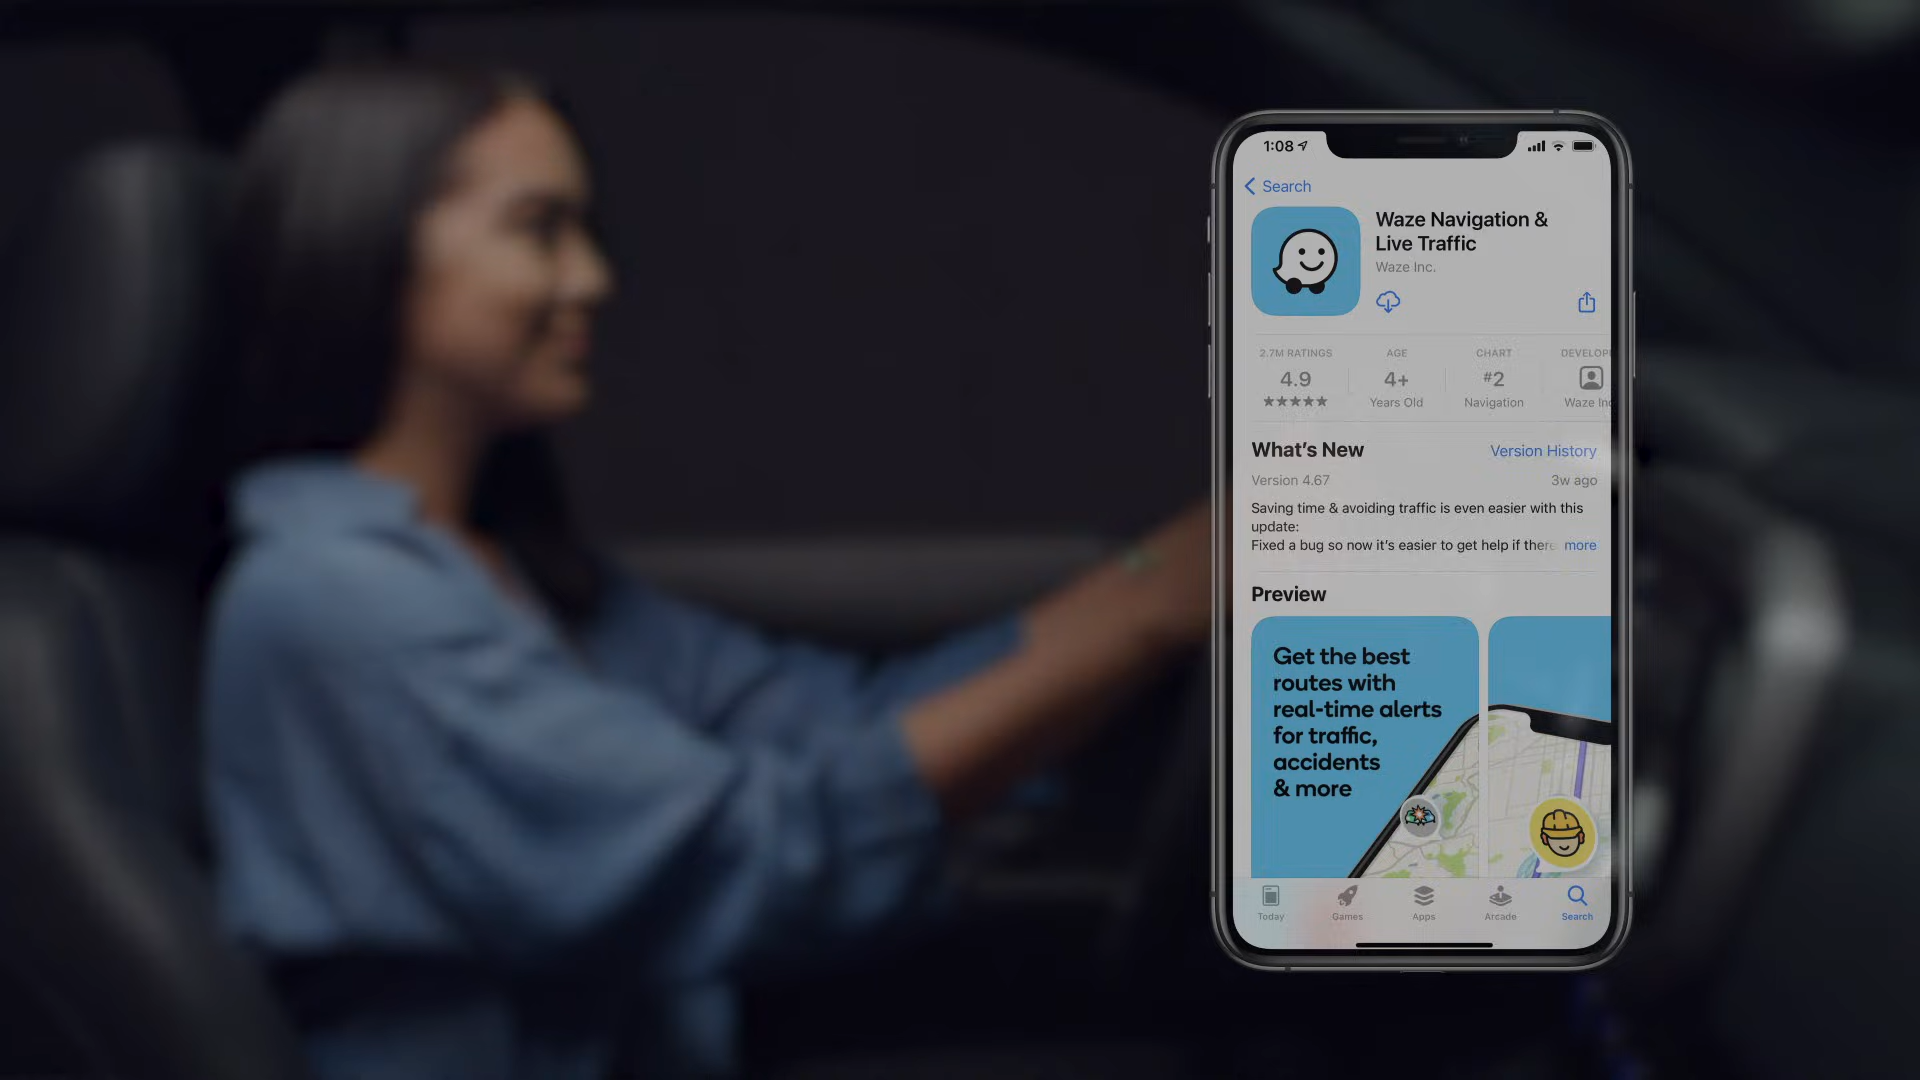 1:08
Search
Waze Navigation &
Live Traffic
Waze Inc.
2.7M RATINGS
4.9
AGE
4+
Years Old
CHART
#2
Navigation
DEVELOP
Waze Inc
What's New
Version History
Version 4.67
3w ago
Saving time & avoiding traffic is even easier with this
update:
Fixed a bug so now it's easier to get help if there more
Preview
Get the best
routes with
real-time alerts
for traffic,
accidents
& more
Today
Games
Apps
Arcade
Search